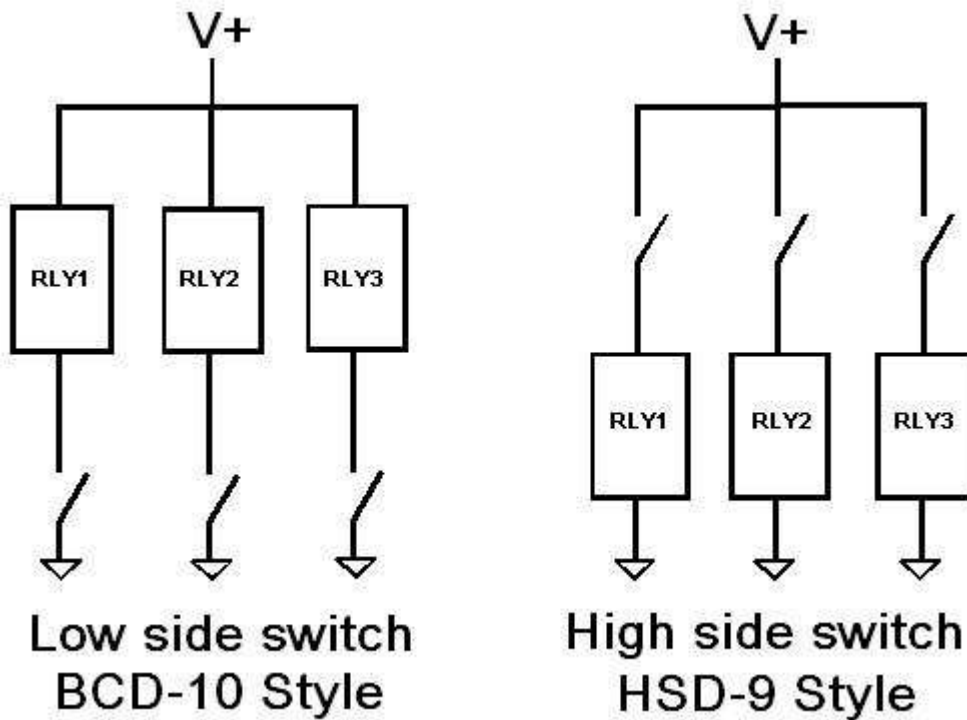 V+
RLY1 RLY2 RLY3
Low side switch
BCD-10 Style
V+
RLY1 RLY2 RLY3
High side switch
HSD-9 Style